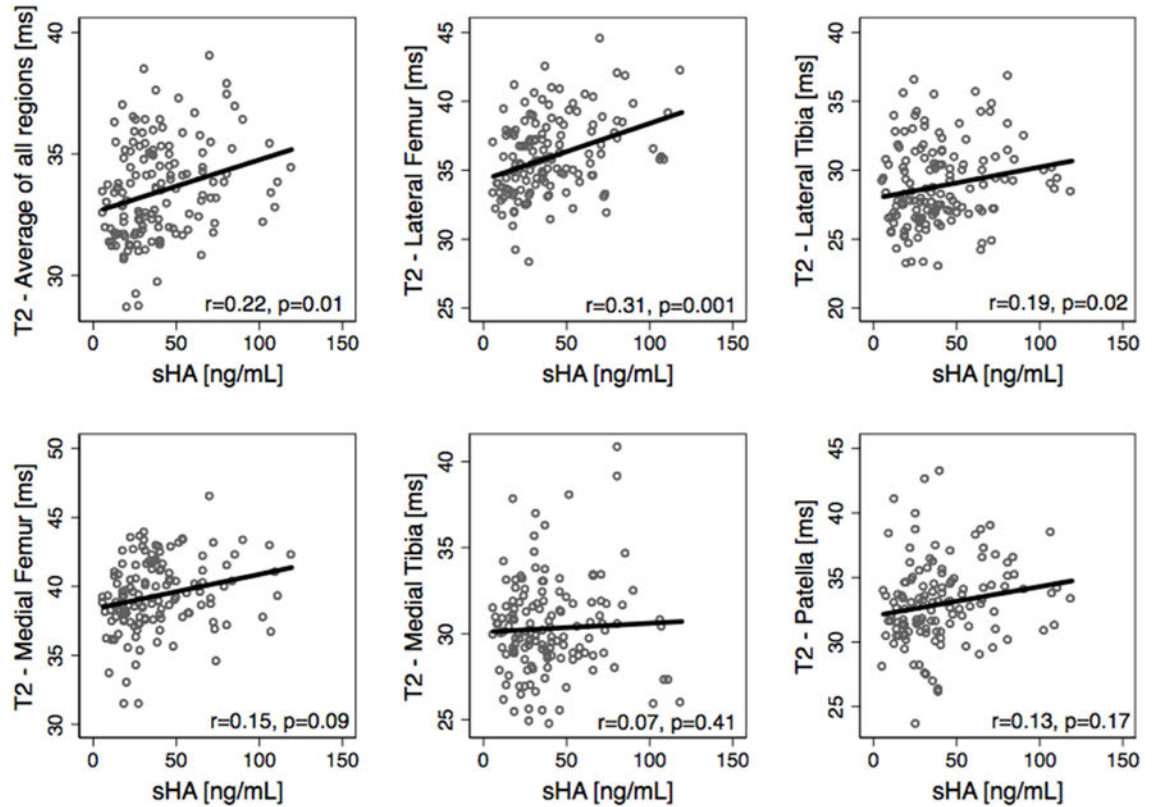 T2 - Average of all regions [ms]
40
35
30
r=0.22, p=0.01
0 50 100 150
sHA [ng/mL]
T2 - Lateral Femur [ms]
45
40
35
30
25
r=0.31, p=0.001
0 50 100 150
sHA [ng/mL]
T2 - Lateral Tibia [ms]
40
35
30
25
20
r=0.19, p=0.02
0 50 100 150
sHA [ng/mL]
T2 - Medial Femur [ms]
50
45
40
35
30
r=0.15, p=0.09
0 50 100 150
sHA [ng/mL]
T2 - Medial Tibia [ms]
40
35
30
25
r=0.07, p=0.41
0 50 100 150
sHA [ng/mL]
T2 - Patella [ms]
45
40
35
30
25
r=0.13, p=0.17
0 50 100 150
sHA [ng/mL]